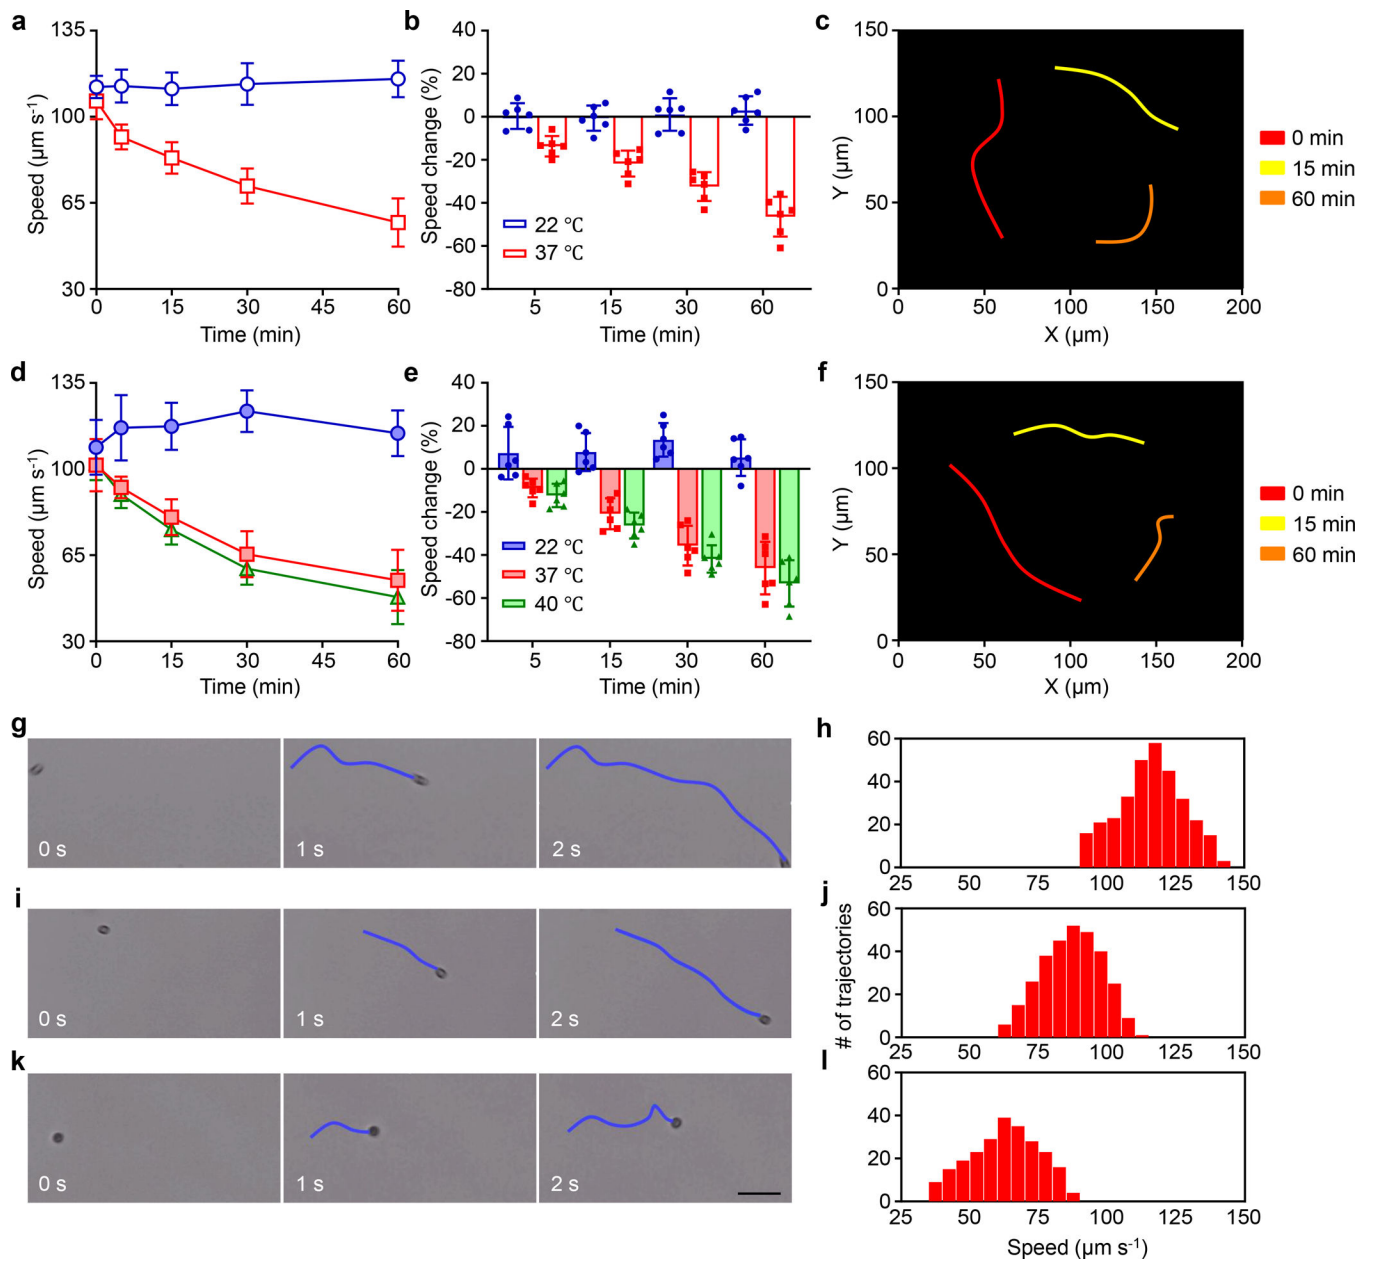 a
135
100
65
30
Speed (µm s⁻¹)
0 15 30 45 60
Time (min)
b
40
20
0
-20
-40
-60
-80
Speed change (%)
22 °C
37 °C
5 15 30 60
Time (min)
c
150
100
50
0
Y (µm)
0 50 100 150 200
X (µm)
0 min
15 min
60 min
d
135
100
65
30
Speed (µm s⁻¹)
0 15 30 45 60
Time (min)
e
40
20
0
-20
-40
-60
-80
Speed change (%)
22 °C
37 °C
40 °C
5 15 30 60
Time (min)
f
150
100
50
0
Y (µm)
0 50 100 150 200
X (µm)
0 min
15 min
60 min
g
0 s 1 s 2 s
h
60
40
20
0
25 50 75 100 125 150
i
0 s 1 s 2 s
j
60
40
20
0
25 50 75 100 125 150
# of trajectories
k
0 s 1 s 2 s
l
60
40
20
0
25 50 75 100 125 150
Speed (µm s⁻¹)